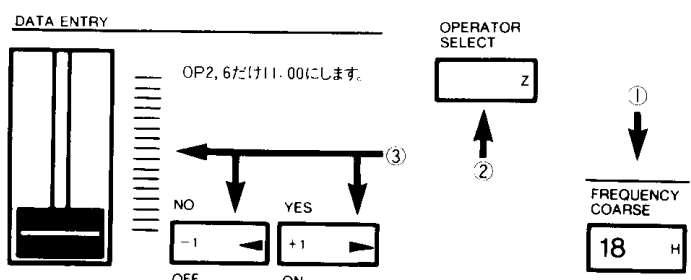 DATA ENTRY
OP2, 6だけ11.00にします。
OPERATOR
SELECT
Z
①
②
③
NO
YES
-1
+1
OFF
ON
FREQUENCY
COARSE
18
H